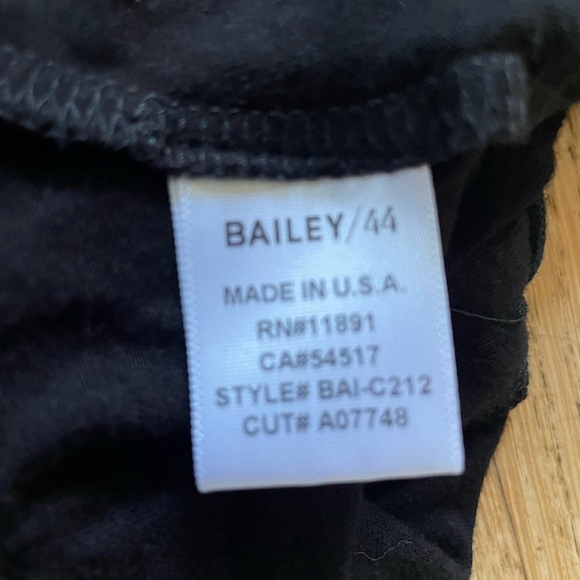 BAILEY/44
MADE IN U.S.A.
RN#11891
CA#54517
STYLE# BAI-C212
CUT# A07748